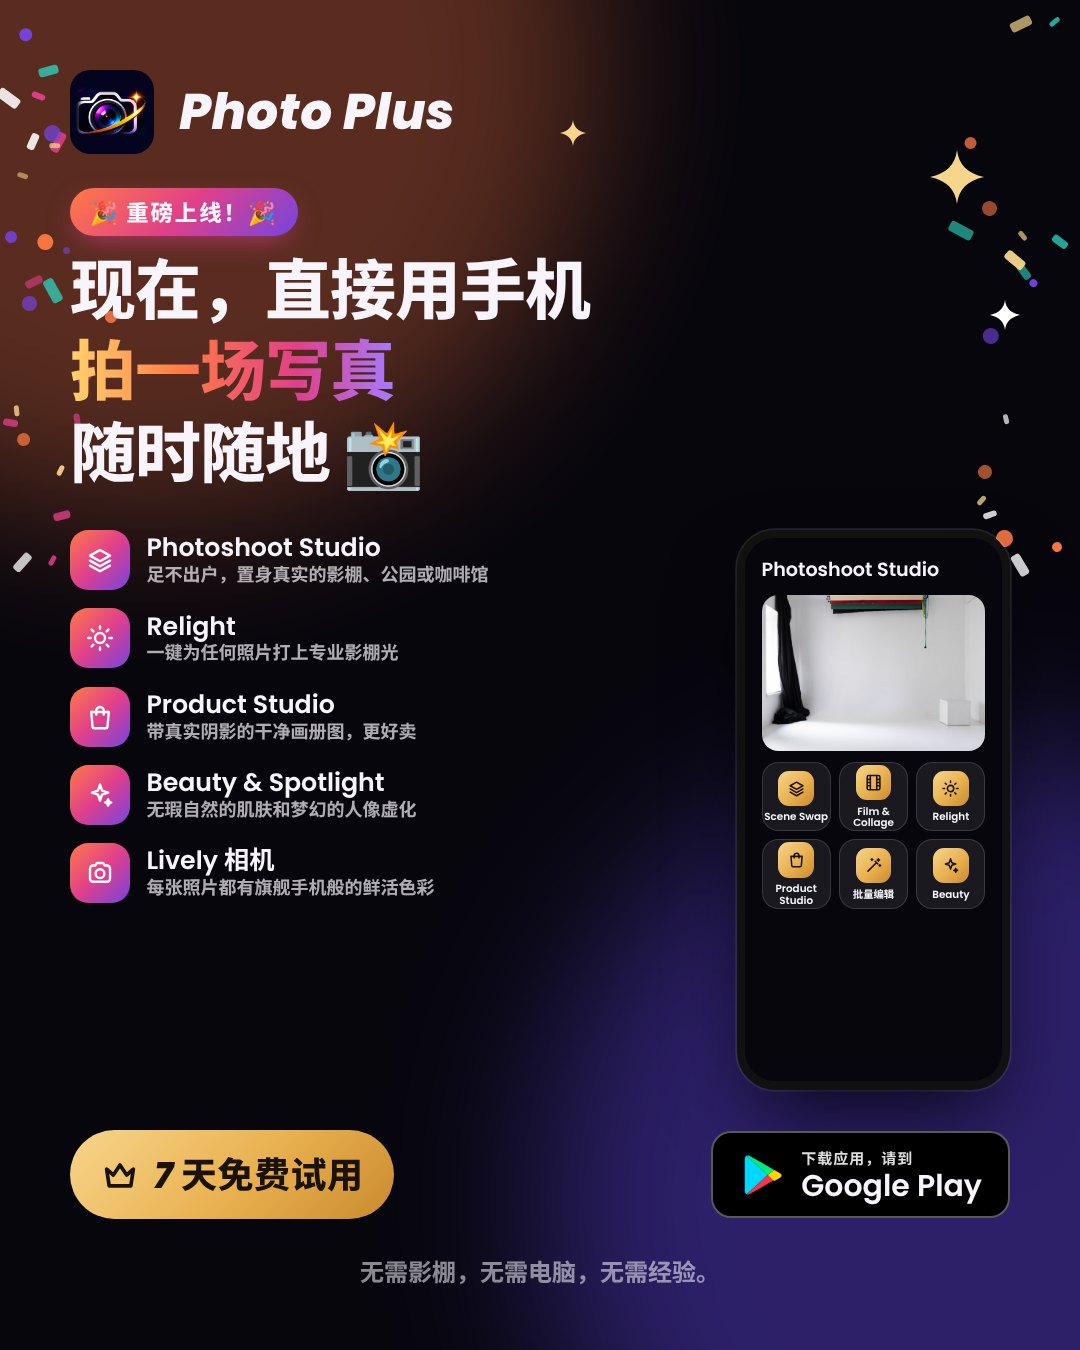 Photo Plus
🎉 重磅上线！ 🎉
现在，直接用手机
拍一场写真
随时随地 📸
Photoshoot Studio
足不出户，置身真实的影棚、公园或咖啡馆
Relight
一键为任何照片打上专业影棚光
Product Studio
带真实阴影的干净画册图，更好卖
Beauty & Spotlight
无瑕自然的肌肤和梦幻的人像虚化
Lively 相机
每张照片都有旗舰手机般的鲜活色彩
Photoshoot Studio
Scene Swap
Film &
Collage
Relight
Product
Studio
批量编辑
Beauty
7 天免费试用
下载应用，请到
Google Play
无需影棚，无需电脑，无需经验。